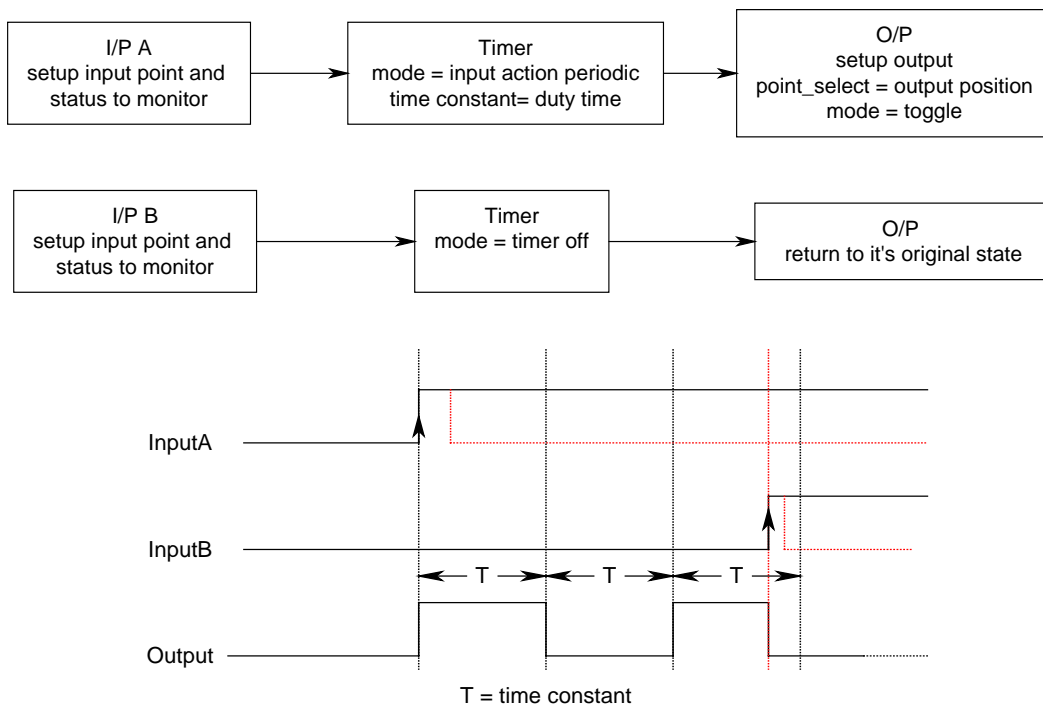 I/P A
setup input point and
status to monitor
Timer
mode = input action periodic
time constant= duty time
O/P
setup output
point_select = output position
mode = toggle
I/P B
setup input point and
status to monitor
Timer
mode = timer off
O/P
return to it's original state
InputA
InputB
T
T
T
Output
T = time constant